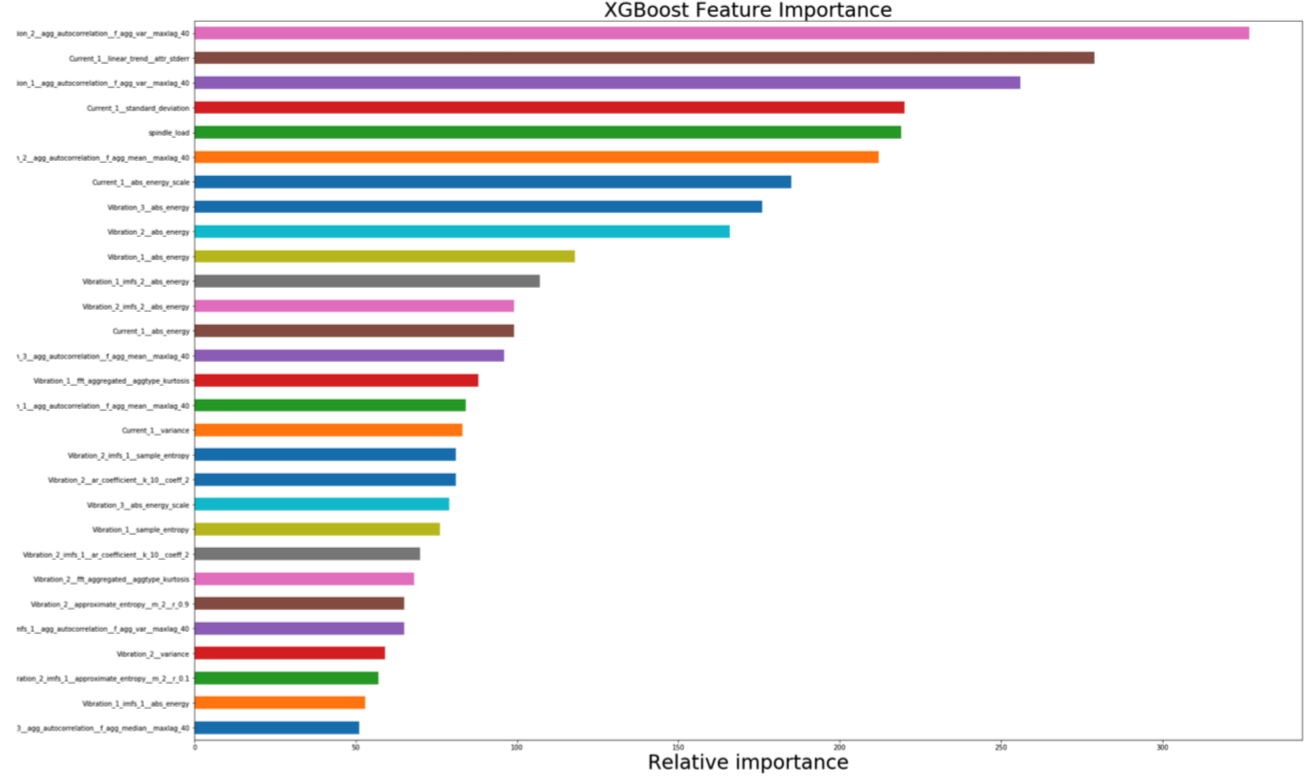 XGBoost Feature Importance
ion_2__agg_autocorrelation__f_agg_var__maxlag_40
Current_1__linear_trend__attr_stderr
ion_1__agg_autocorrelation__f_agg_var__maxlag_40
Current_1__standard_deviation
spindle_load
_2__agg_autocorrelation__f_agg_mean__maxlag_40
Current_1__abs_energy_scale
Vibration_3__abs_energy
Vibration_2__abs_energy
Vibration_1__abs_energy
Vibration_1_imfs_2__abs_energy
Vibration_2_imfs_2__abs_energy
Current_1__abs_energy
_3__agg_autocorrelation__f_agg_mean__maxlag_40
Vibration_1__fft_aggregated__aggtype_kurtosis
_1__agg_autocorrelation__f_agg_mean__maxlag_40
Current_1__variance
Vibration_2_imfs_1__sample_entropy
Vibration_2__ar_coefficient__k_10__coeff_2
Vibration_3__abs_energy_scale
Vibration_1__sample_entropy
Vibration_2_imfs_1__ar_coefficient__k_10__coeff_2
Vibration_2__fft_aggregated__aggtype_kurtosis
Vibration_2__approximate_entropy__m_2__r_0.9
mfs_1__agg_autocorrelation__f_agg_var__maxlag_40
Vibration_2__variance
ration_2_imfs_1__approximate_entropy__m_2__r_0.1
Vibration_1_imfs_1__abs_energy
3__agg_autocorrelation__f_agg_median__maxlag_40
0 50 100 150 200 250 300
Relative importance